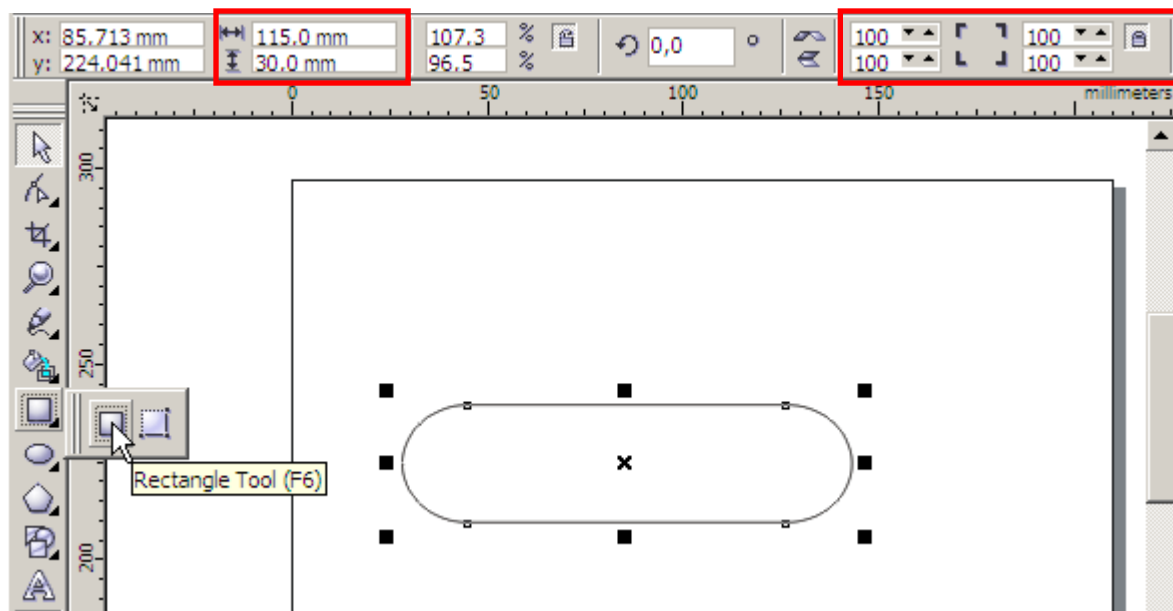 x: 85,713 mm 115,0 mm 107,3 % 0,0 ° 100 100
y: 224,041 mm 30,0 mm 96,5 % 100 100
0 50 100 150 millimeters
300
250
Rectangle Tool (F6)
200